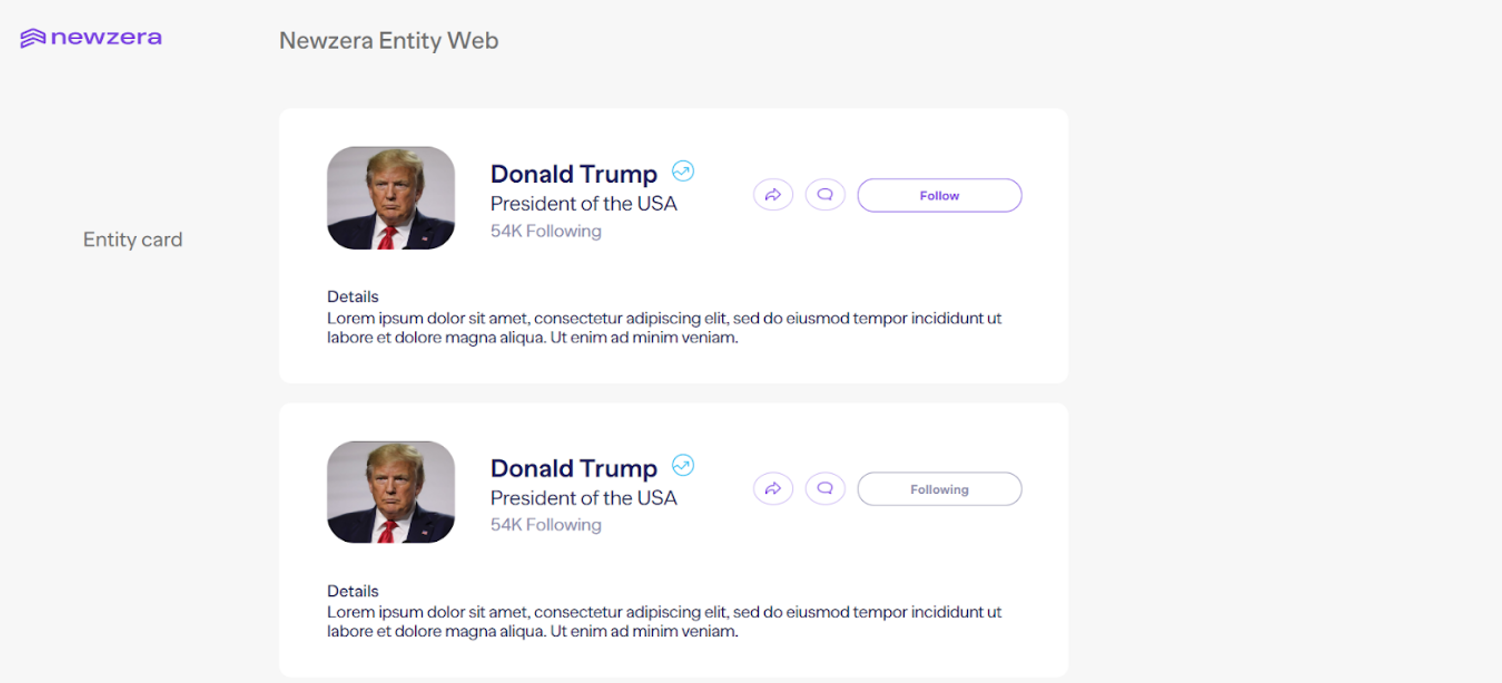 newzera
Newzera Entity Web
Entity card
Donald Trump
President of the USA
54K Following
Follow
Details
Lorem ipsum dolor sit amet, consectetur adipiscing elit, sed do eiusmod tempor incididunt ut
labore et dolore magna aliqua. Ut enim ad minim veniam.
Donald Trump
President of the USA
54K Following
Following
Details
Lorem ipsum dolor sit amet, consectetur adipiscing elit, sed do eiusmod tempor incididunt ut
labore et dolore magna aliqua. Ut enim ad minim veniam.